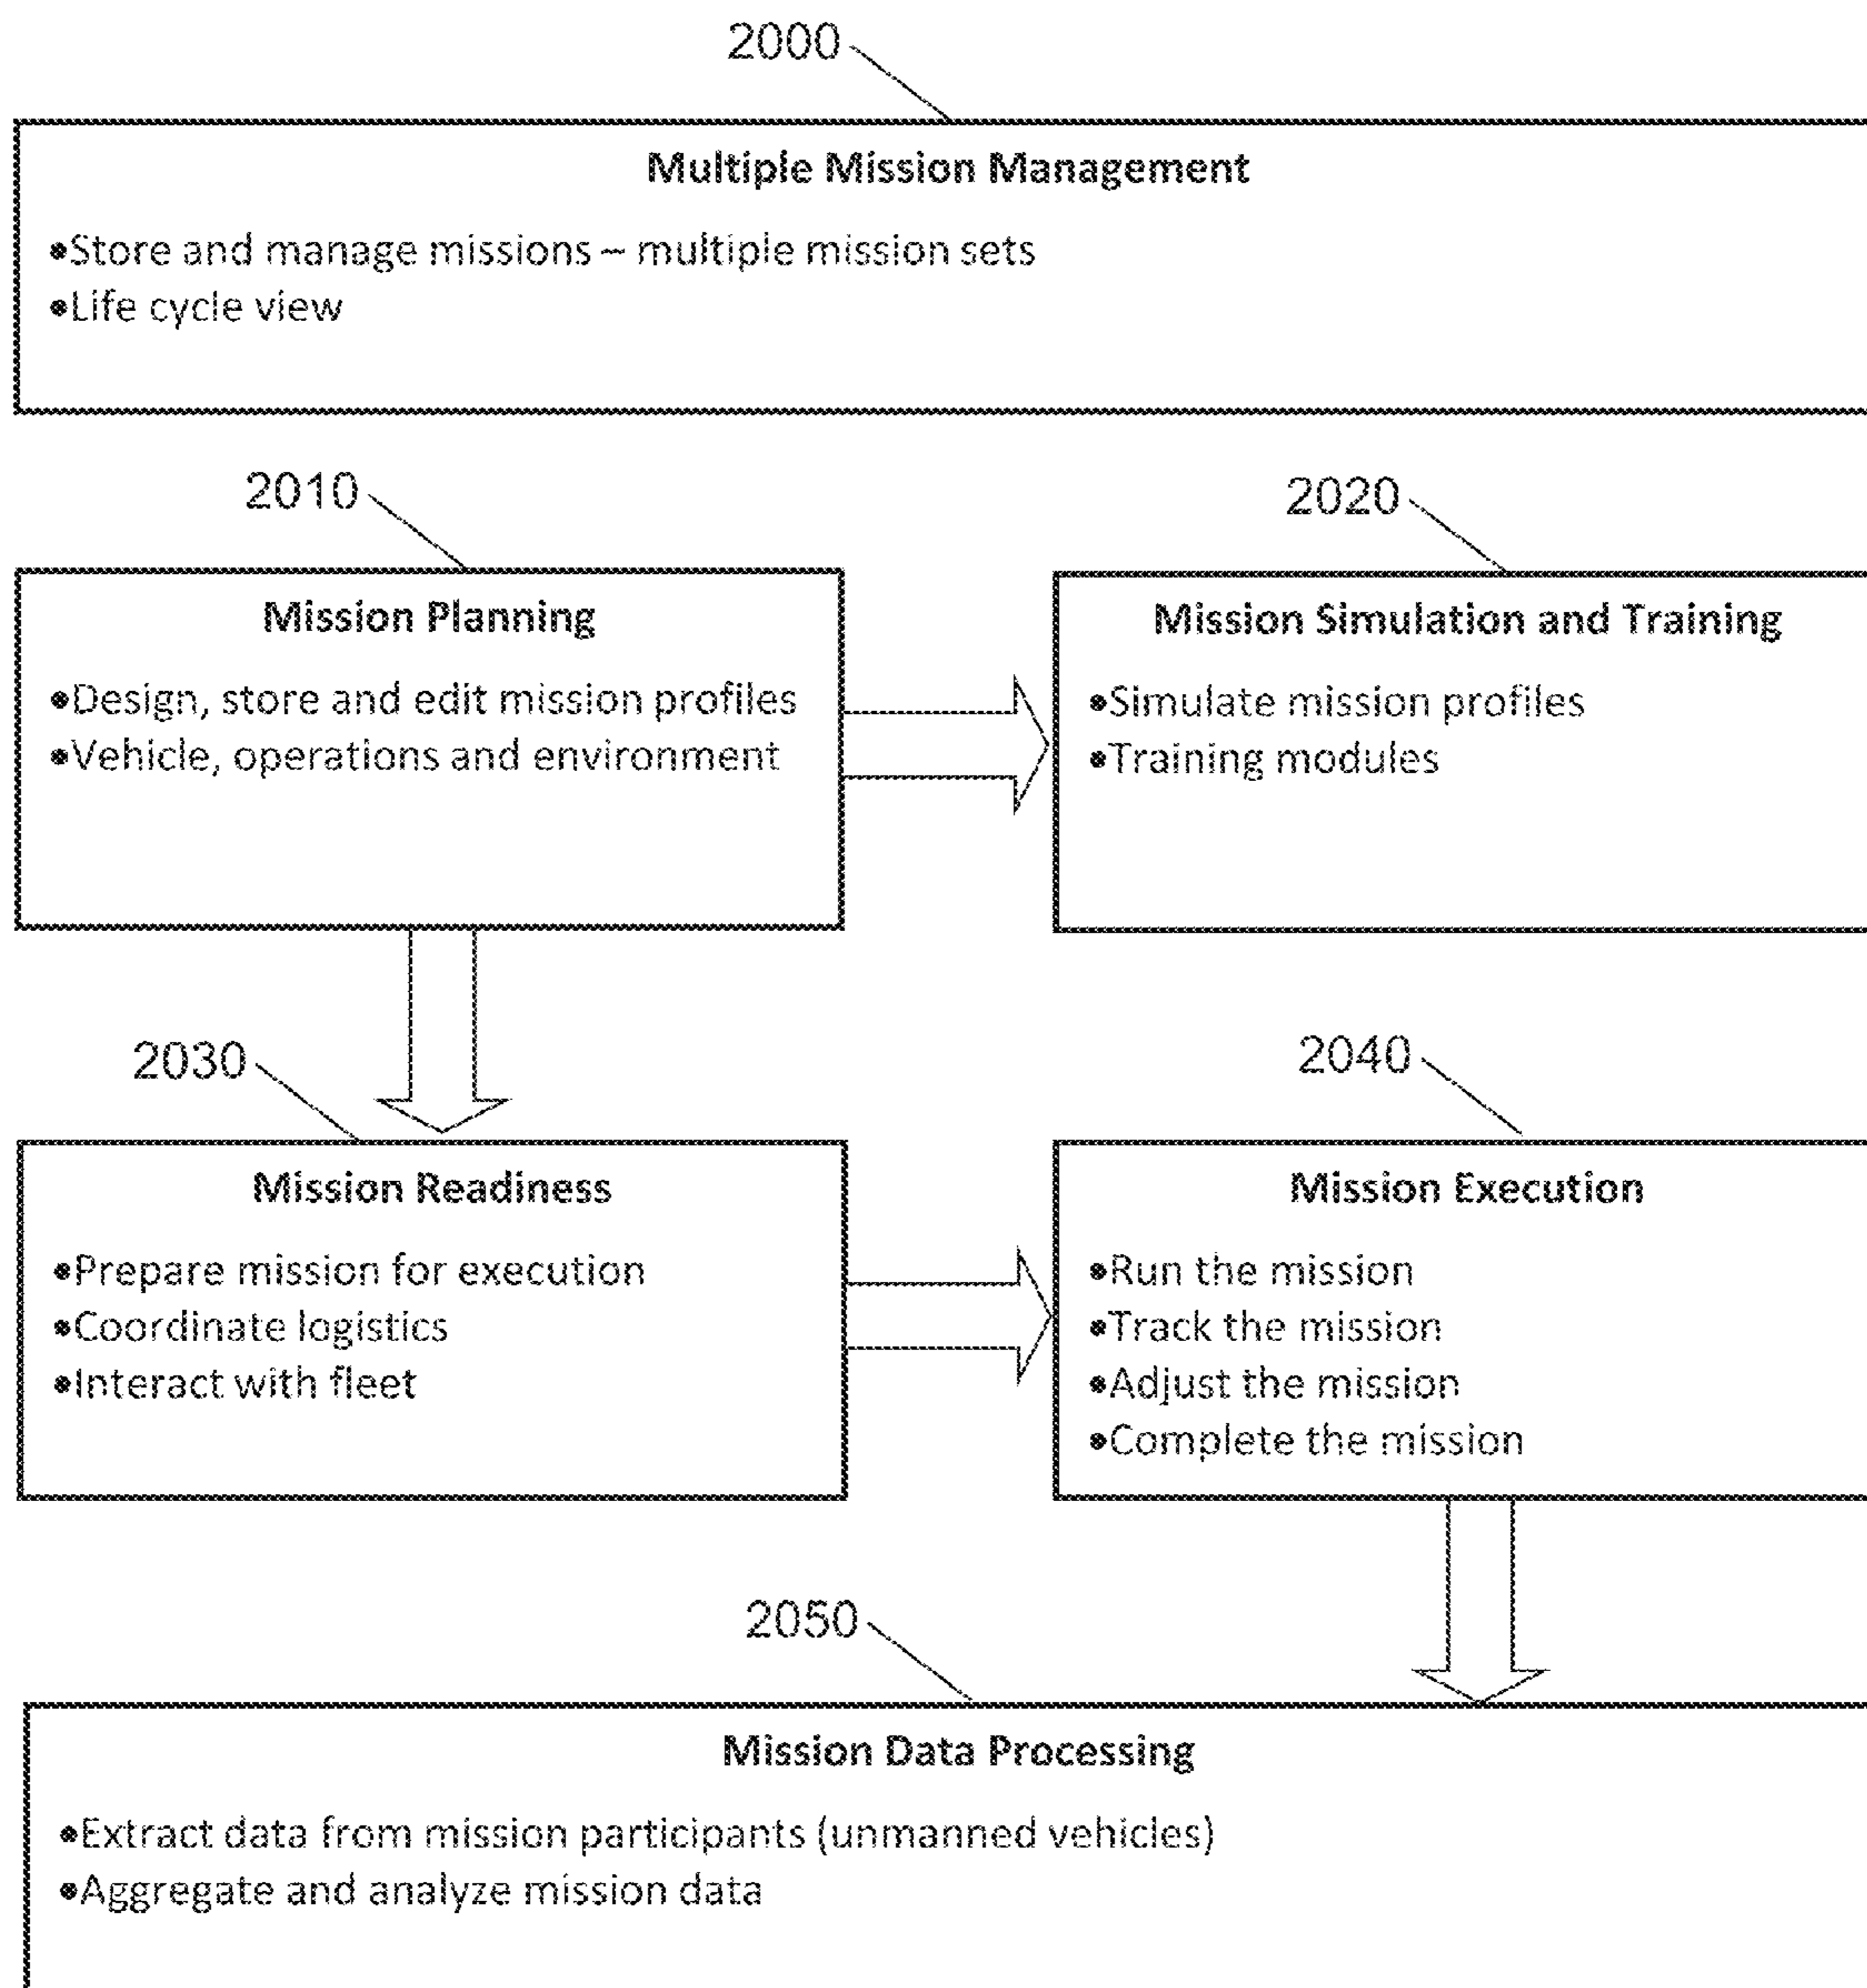 2000
Multiple Mission Management
•Store and manage missions – multiple mission sets
•Life cycle view
2010
Mission Planning
•Design, store and edit mission profiles
•Vehicle, operations and environment
2020
Mission Simulation and Training
•Simulate mission profiles
•Training modules
2030
Mission Readiness
•Prepare mission for execution
•Coordinate logistics
•Interact with fleet
2040
Mission Execution
•Run the mission
•Track the mission
•Adjust the mission
•Complete the mission
2050
Mission Data Processing
•Extract data from mission participants (unmanned vehicles)
•Aggregate and analyze mission data